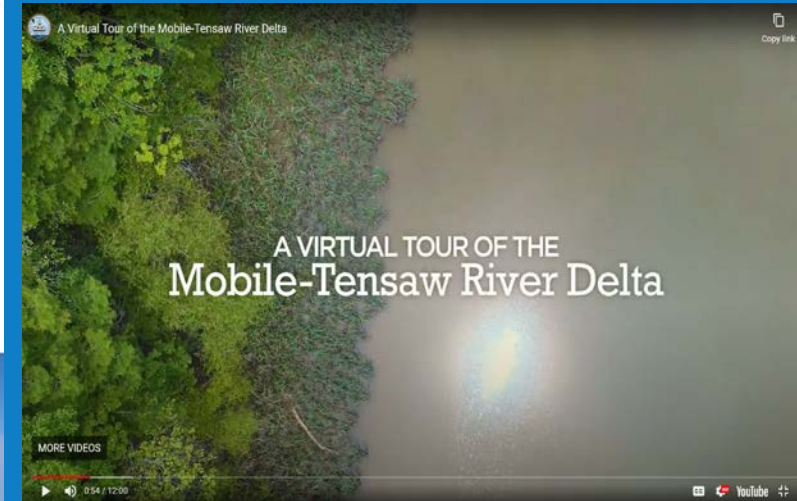 A Virtual Tour of the Mobile-Tensaw River Delta
Copy link
A VIRTUAL TOUR OF THE
Mobile-Tensaw River Delta
MORE VIDEOS
0:54 / 12:00
YouTube